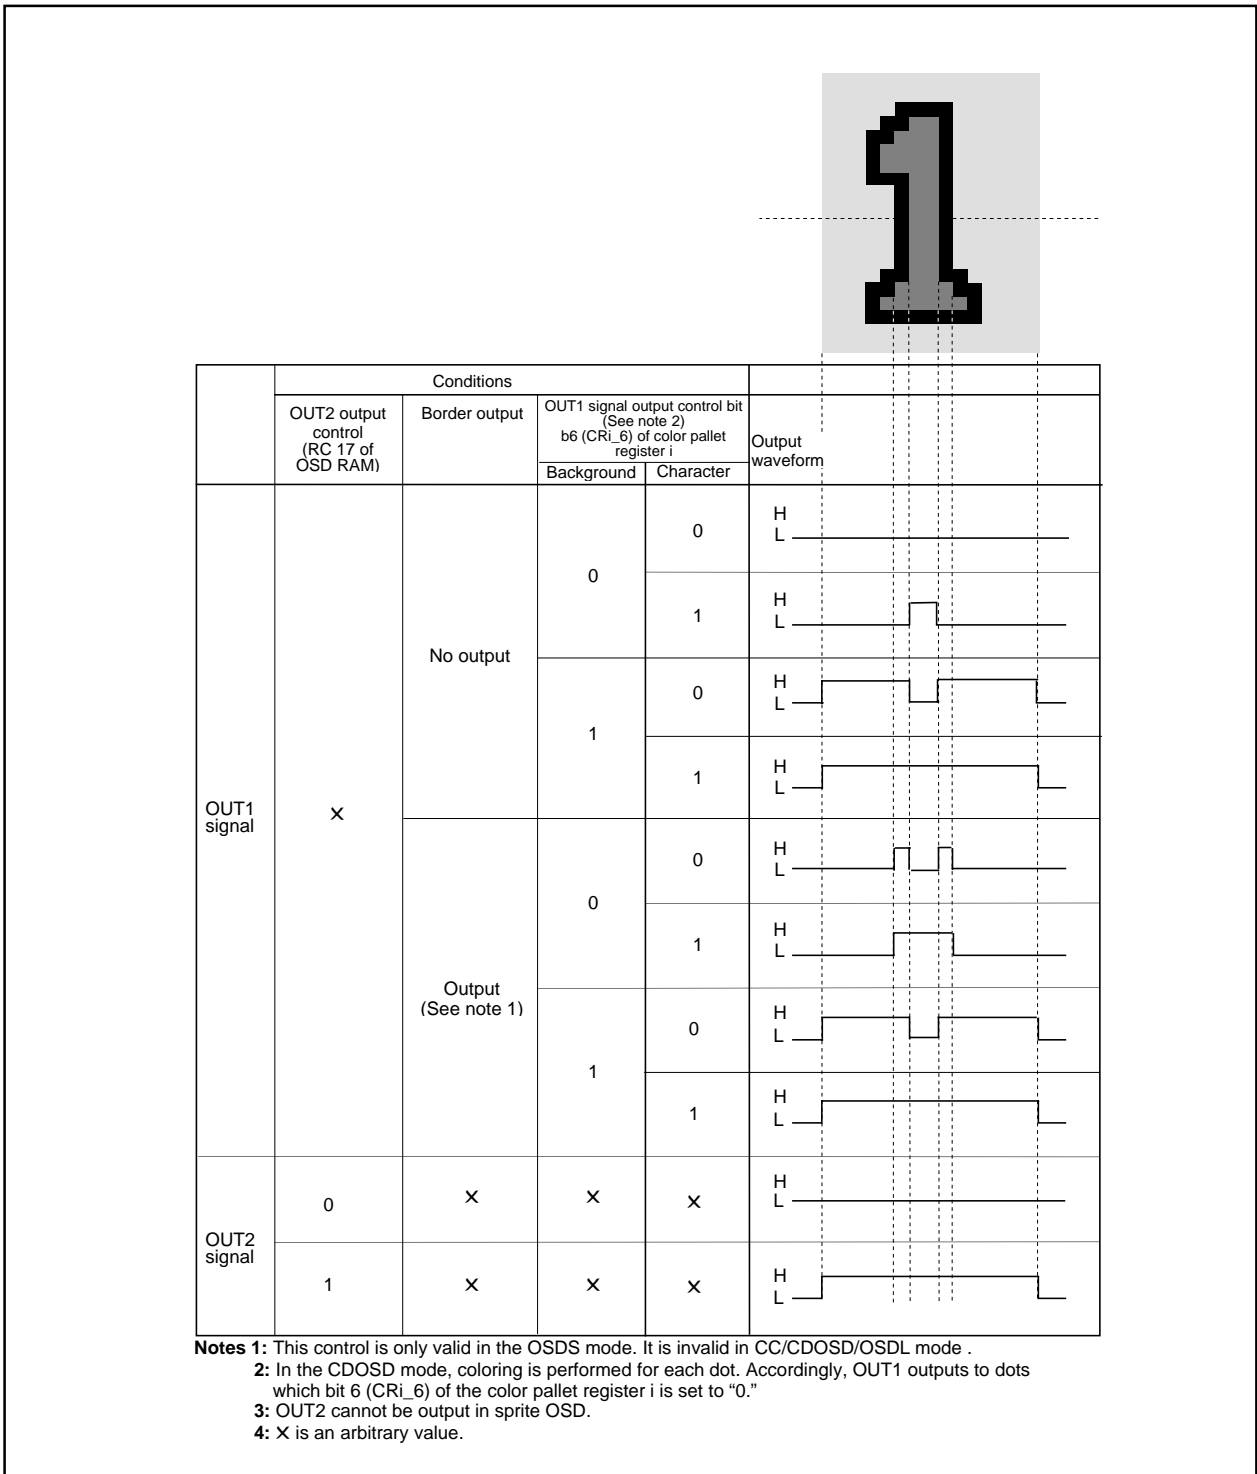 Conditions
OUT2 output
control
(RC 17 of
OSD RAM)
Border output
OUT1 signal output control bit
(See note 2)
b6 (CRi_6) of color pallet
register i
Background
Character
Output
waveform
OUT1
signal
×
No output
0
0
H
L
1
H
L
1
0
H
L
1
H
L
Output
(See note 1)
0
0
H
L
1
H
L
1
0
H
L
1
H
L
OUT2
signal
0
×
×
×
H
L
1
×
×
×
H
L
Notes 1: This control is only valid in the OSDS mode. It is invalid in CC/CDOSD/OSDL mode .
2: In the CDOSD mode, coloring is performed for each dot. Accordingly, OUT1 outputs to dots
which bit 6 (CRi_6) of the color pallet register i is set to “0.”
3: OUT2 cannot be output in sprite OSD.
4: × is an arbitrary value.